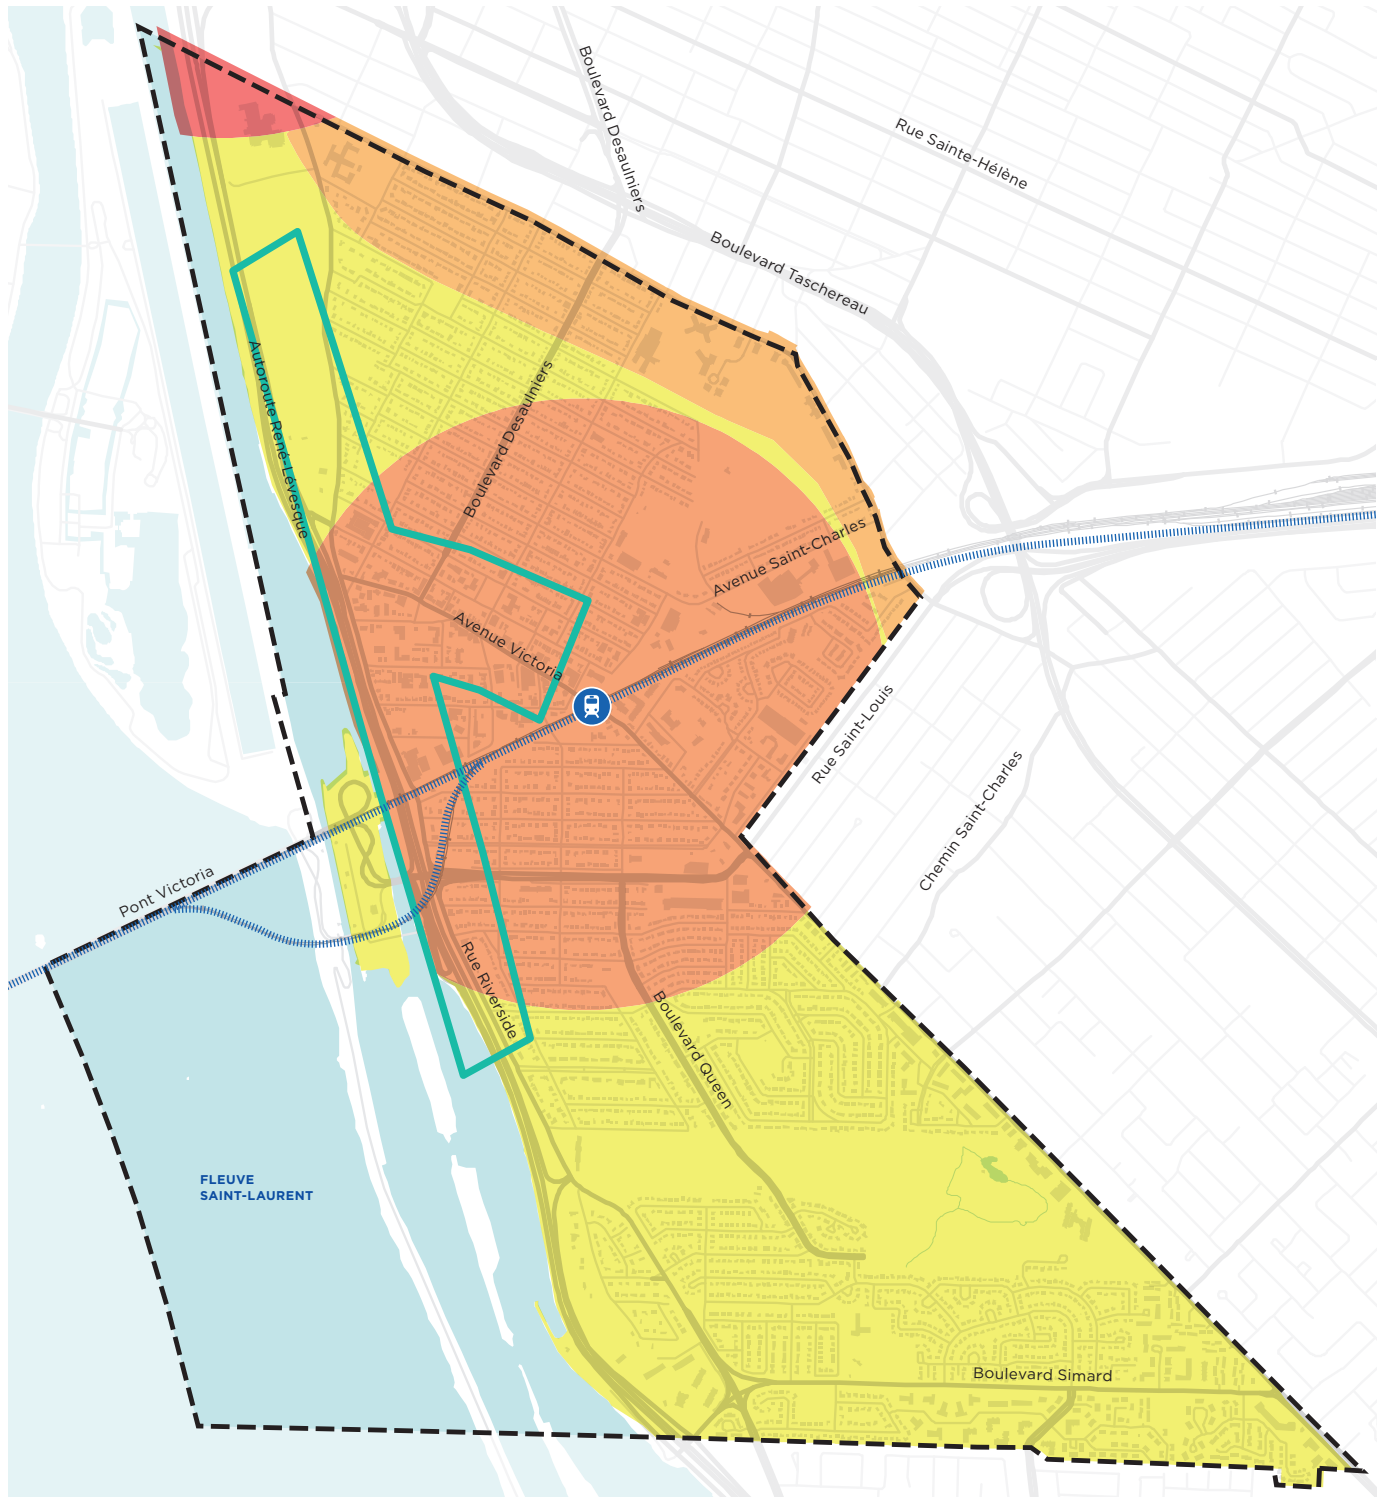 Boulevard Desaulniers
Rue Sainte-Hélène
Boulevard Taschereau
Autoroute René-Lévesque
Boulevard Desaulniers
Avenue Saint-Charles
Avenue Victoria
Rue Saint-Louis
Chemin Saint-Charles
Pont Victoria
Rue Riverside
Boulevard Queen
FLEUVE
SAINT-LAURENT
Boulevard Simard